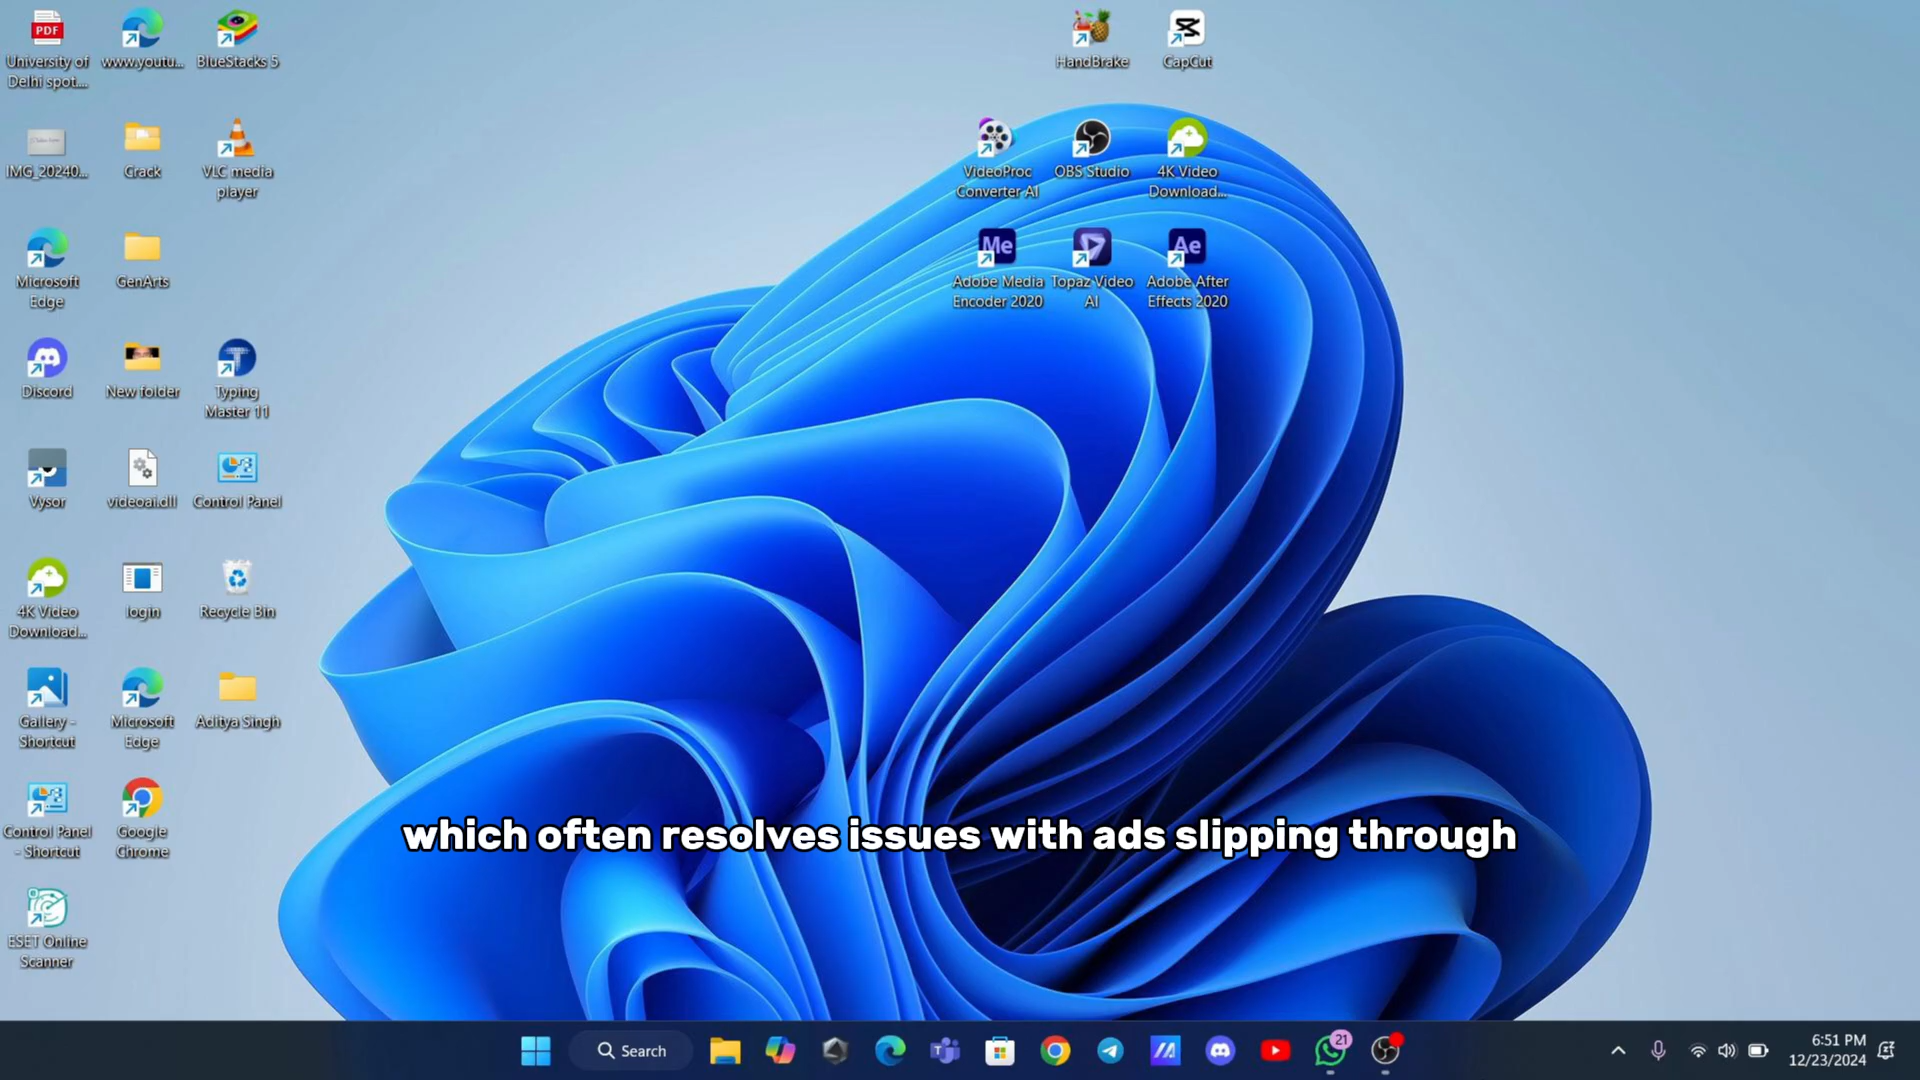 PDF
University of
Delhi spot...
www.youtu...
BlueStacks 5
HandBrake
CapCut
IMG_20240...
Crack
VLC media
player
VideoProc
Converter AI
OBS Studio
4K Video
Download...
Microsoft
Edge
GenArts
Me
Adobe Media
Encoder 2020
Topaz Video
AI
Ae
Adobe After
Effects 2020
Discord
New folder
Typing
Master 11
Vysor
videoai.dll
Control Panel
4K Video
Download...
login
Recycle Bin
Gallery -
Shortcut
Microsoft
Edge
Aditya Singh
Control Panel
- Shortcut
Google
Chrome
which often resolves issues with ads slipping through
ESET Online
Scanner
Search
21
6:51 PM
12/23/2024